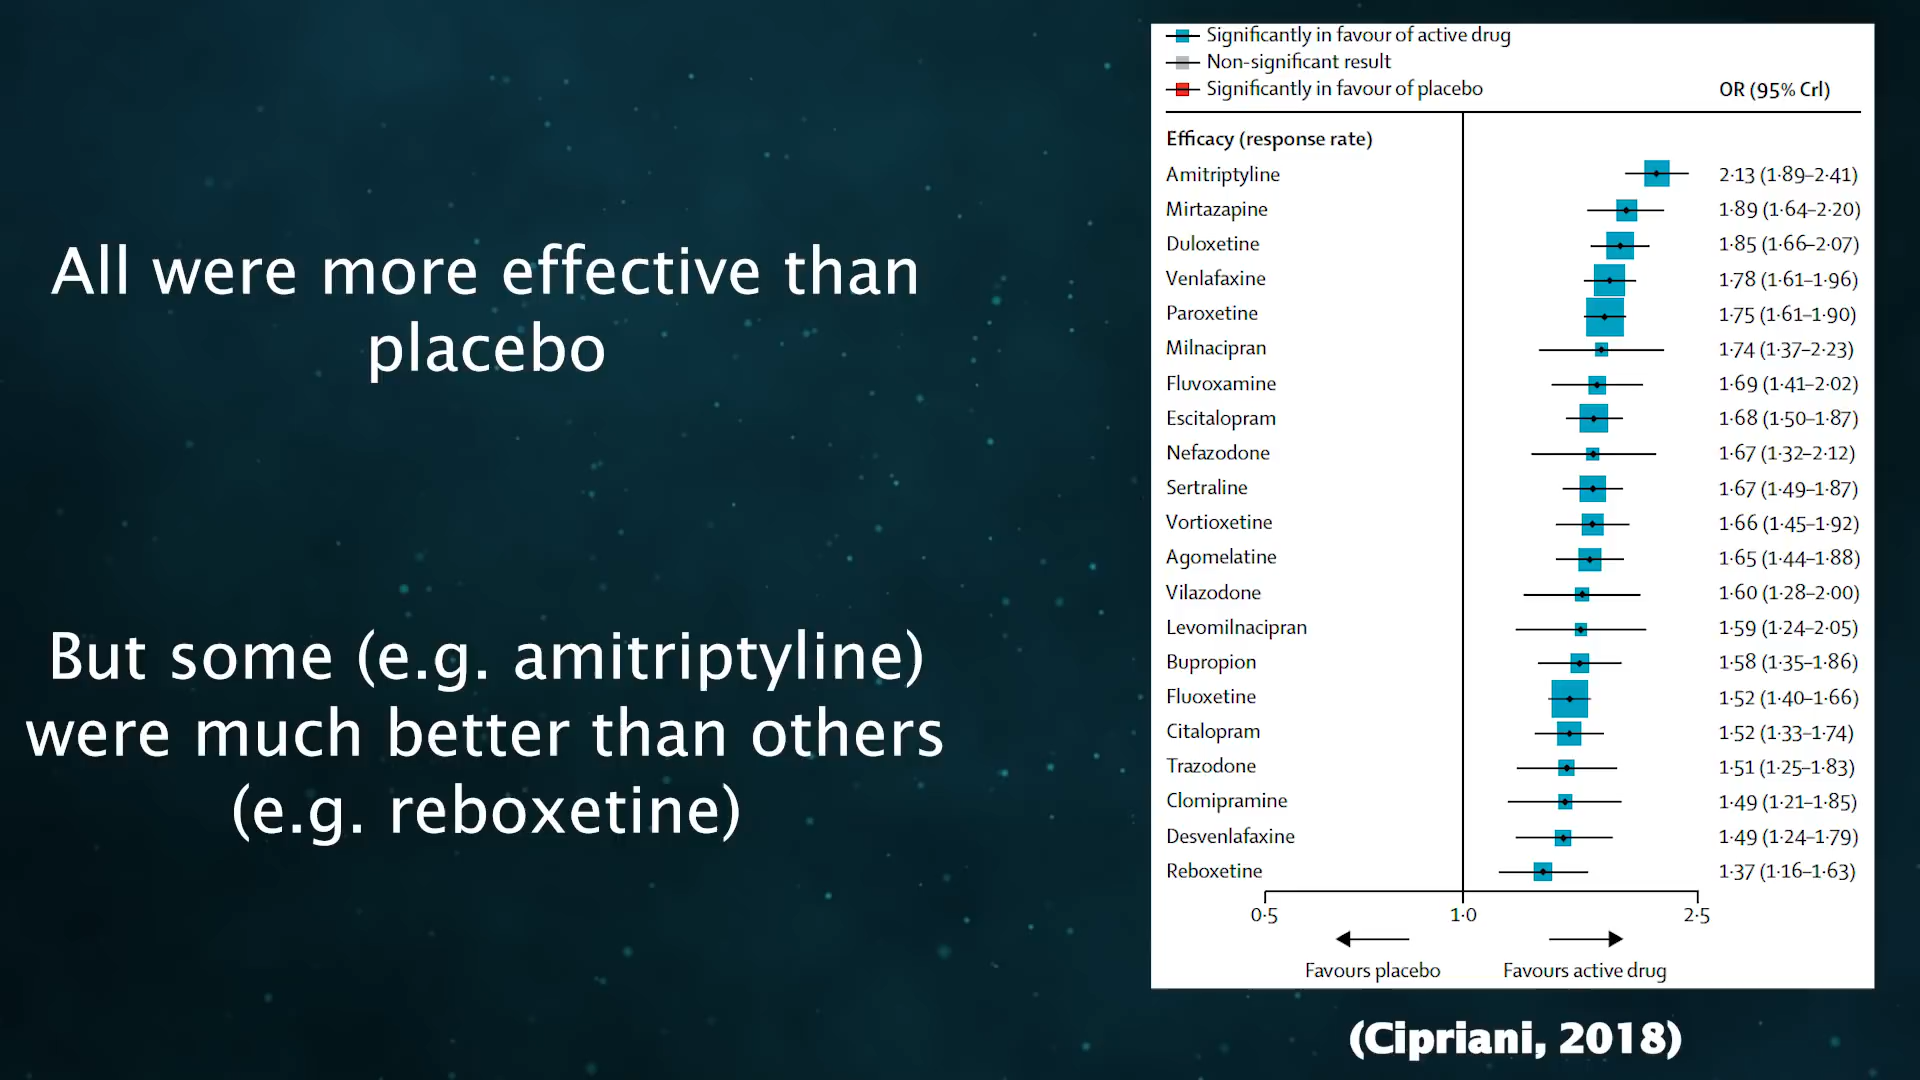 All were more effective than
placebo
But some (e.g. amitriptyline)
were much better than others
(e.g. reboxetine)
Significantly in favour of active drug
Non-significant result
Significantly in favour of placebo
OR (95% CrI)
Efficacy (response rate)
Amitriptyline 2·13 (1·89–2·41)
Mirtazapine 1·89 (1·64–2·20)
Duloxetine 1·85 (1·66–2·07)
Venlafaxine 1·78 (1·61–1·96)
Paroxetine 1·75 (1·61–1·90)
Milnacipran 1·74 (1·37–2·23)
Fluvoxamine 1·69 (1·41–2·02)
Escitalopram 1·68 (1·50–1·87)
Nefazodone 1·67 (1·32–2·12)
Sertraline 1·67 (1·49–1·87)
Vortioxetine 1·66 (1·45–1·92)
Agomelatine 1·65 (1·44–1·88)
Vilazodone 1·60 (1·28–2·00)
Levomilnacipran 1·59 (1·24–2·05)
Bupropion 1·58 (1·35–1·86)
Fluoxetine 1·52 (1·40–1·66)
Citalopram 1·52 (1·33–1·74)
Trazodone 1·51 (1·25–1·83)
Clomipramine 1·49 (1·21–1·85)
Desvenlafaxine 1·49 (1·24–1·79)
Reboxetine 1·37 (1·16–1·63)
0·5 1·0 2·5
Favours placebo Favours active drug
(Cipriani, 2018)